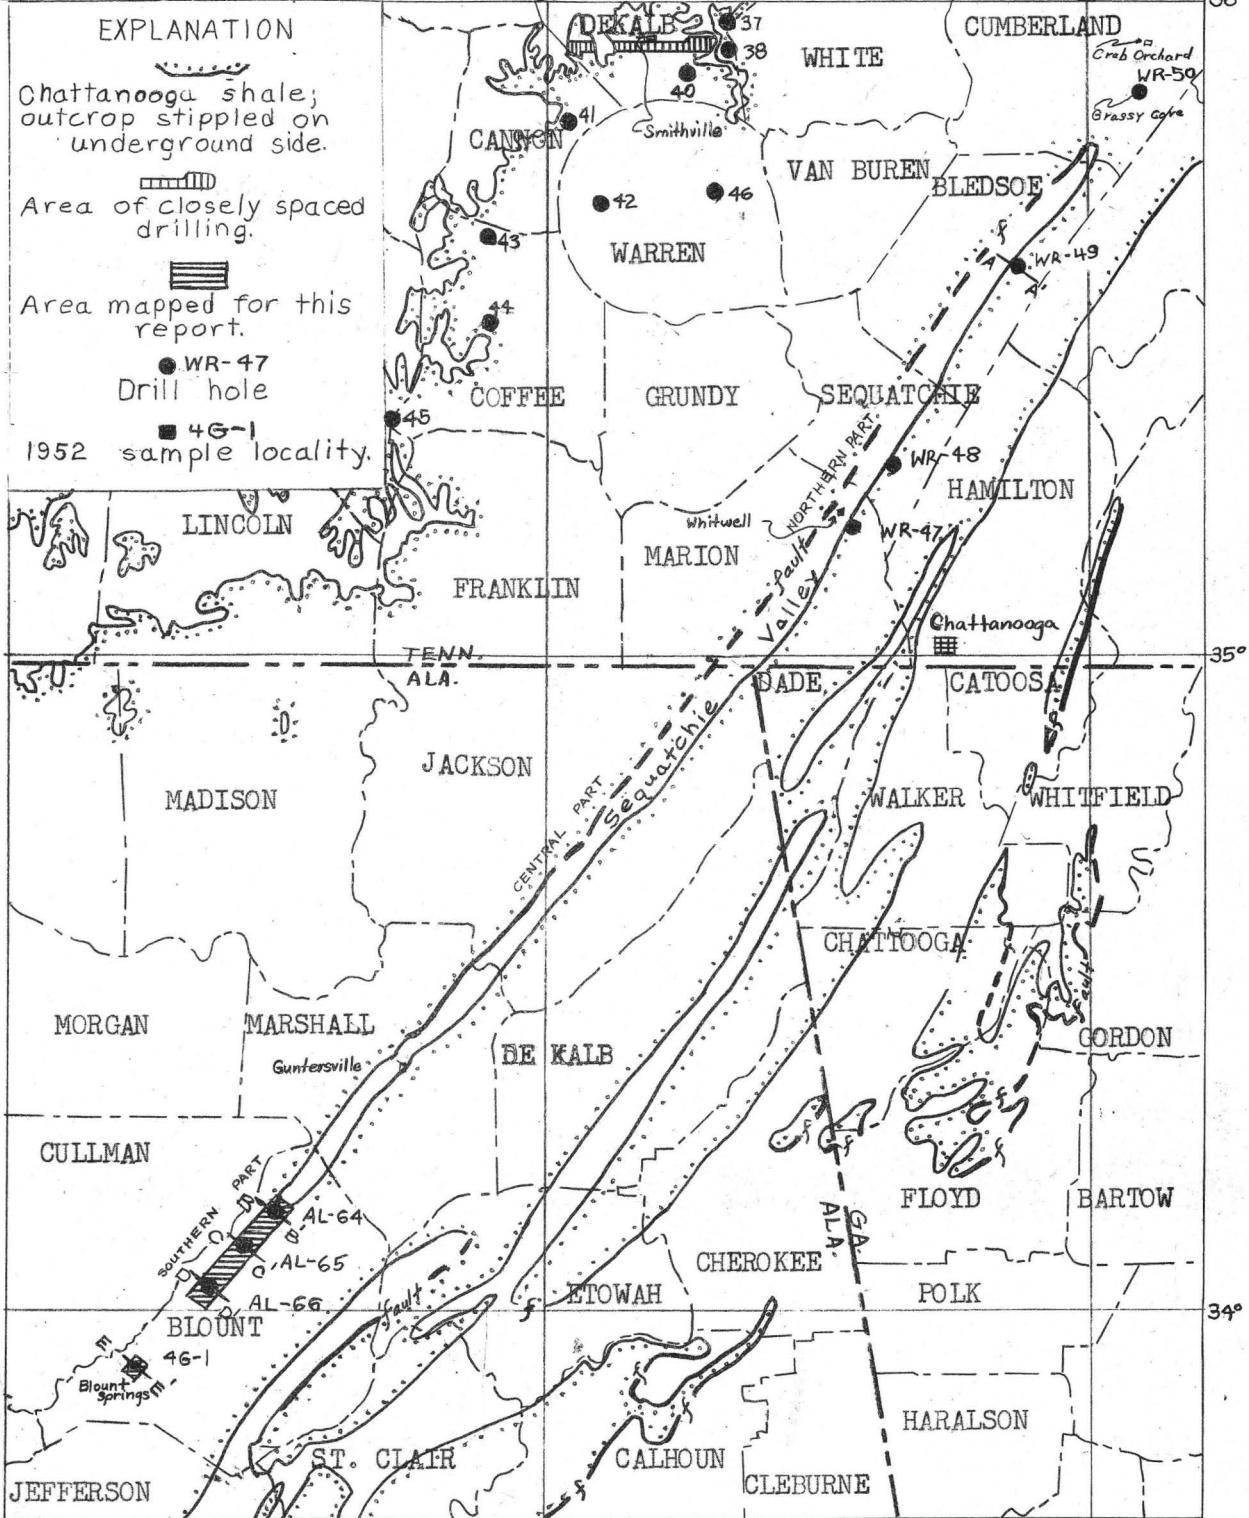 EXPLANATION
Chattanooga shale;
outcrop stippled on
underground side.
Area of closely spaced
drilling.
Area mapped for this
report.
WR-47
Drill hole
4G-1
1952 sample locality.
DEKALB
37
38
40
Smithville
WHITE
CUMBERLAND
Crab Orchard
WR-50
Grassy Cove
41
CANNON
42
46
WARREN
VAN BUREN
BLEDSOE
f
A
WR-49
A'
43
44
45
COFFEE
GRUNDY
SEQUATCHIE
NORTHERN PART
WR-48
HAMILTON
LINCOLN
Whitwell
WR-47
MARION
fault
Valley
FRANKLIN
Chattanooga
TENN.
ALA.
35°
DADE
CATOOSA
f
Sequatchie
JACKSON
MADISON
CENTRAL PART
WALKER
WHITFIELD
CHATTOOGA
fault
MORGAN
MARSHALL
Guntersville
DE KALB
GORDON
f
f
f
f
CULLMAN
SOUTHERN PART
B
AL-64
B'
C
AL-65
C'
D
AL-66
D'
FLOYD
BARTOW
GA.
ALA.
CHEROKEE
POLK
fault
f
ETOWAH
34°
BLOUNT
E
4G-1
Blount
Springs
E'
f
f
HARALSON
ST. CLAIR
CALHOUN
CLEBURNE
JEFFERSON
f